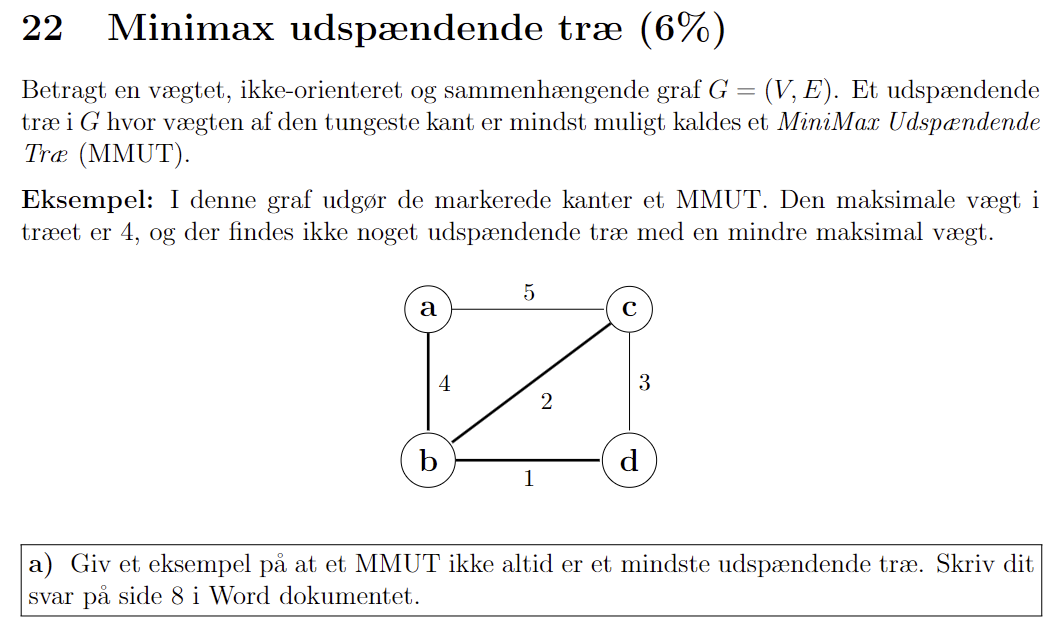 22 Minimax udspændende træ (6%)
Betragt en vægtet, ikke-orienteret og sammenhængende graf G = (V, E). Et udspændende
træ i G hvor vægten af den tungeste kant er mindst muligt kaldes et MiniMax Udspændende
Træ (MMUT).
Eksempel: I denne graf udgør de markerede kanter et MMUT. Den maksimale vægt i
træet er 4, og der findes ikke noget udspændende træ med en mindre maksimal vægt.
5
a c
4 3
2
b d
1
a) Giv et eksempel på at et MMUT ikke altid er et mindste udspændende træ. Skriv dit
svar på side 8 i Word dokumentet.